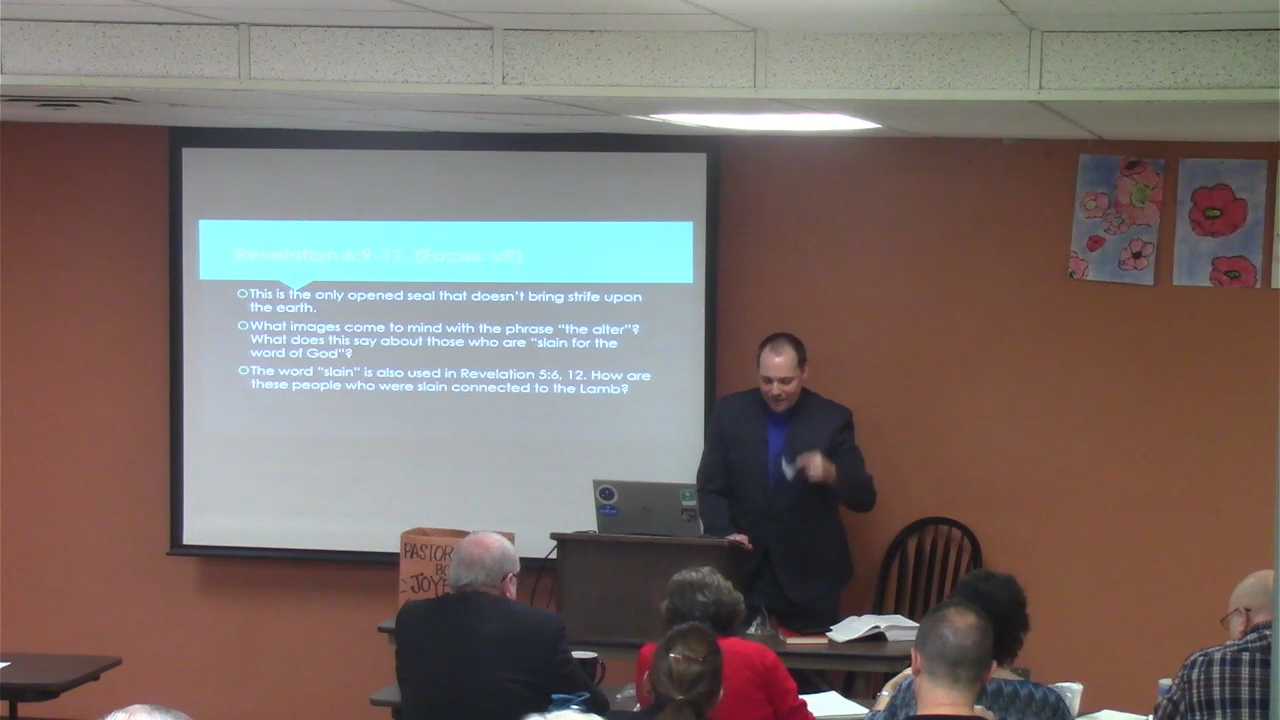 Revelation 6:9-11 (Focus: v9)
This is the only opened seal that doesn't bring strife upon
the earth.
What images come to mind with the phrase "the alter"?
What does this say about those who are "slain for the
word of God"?
The word "slain" is also used in Revelation 5:6, 12. How are
these people who were slain connected to the Lamb?
PASTOR